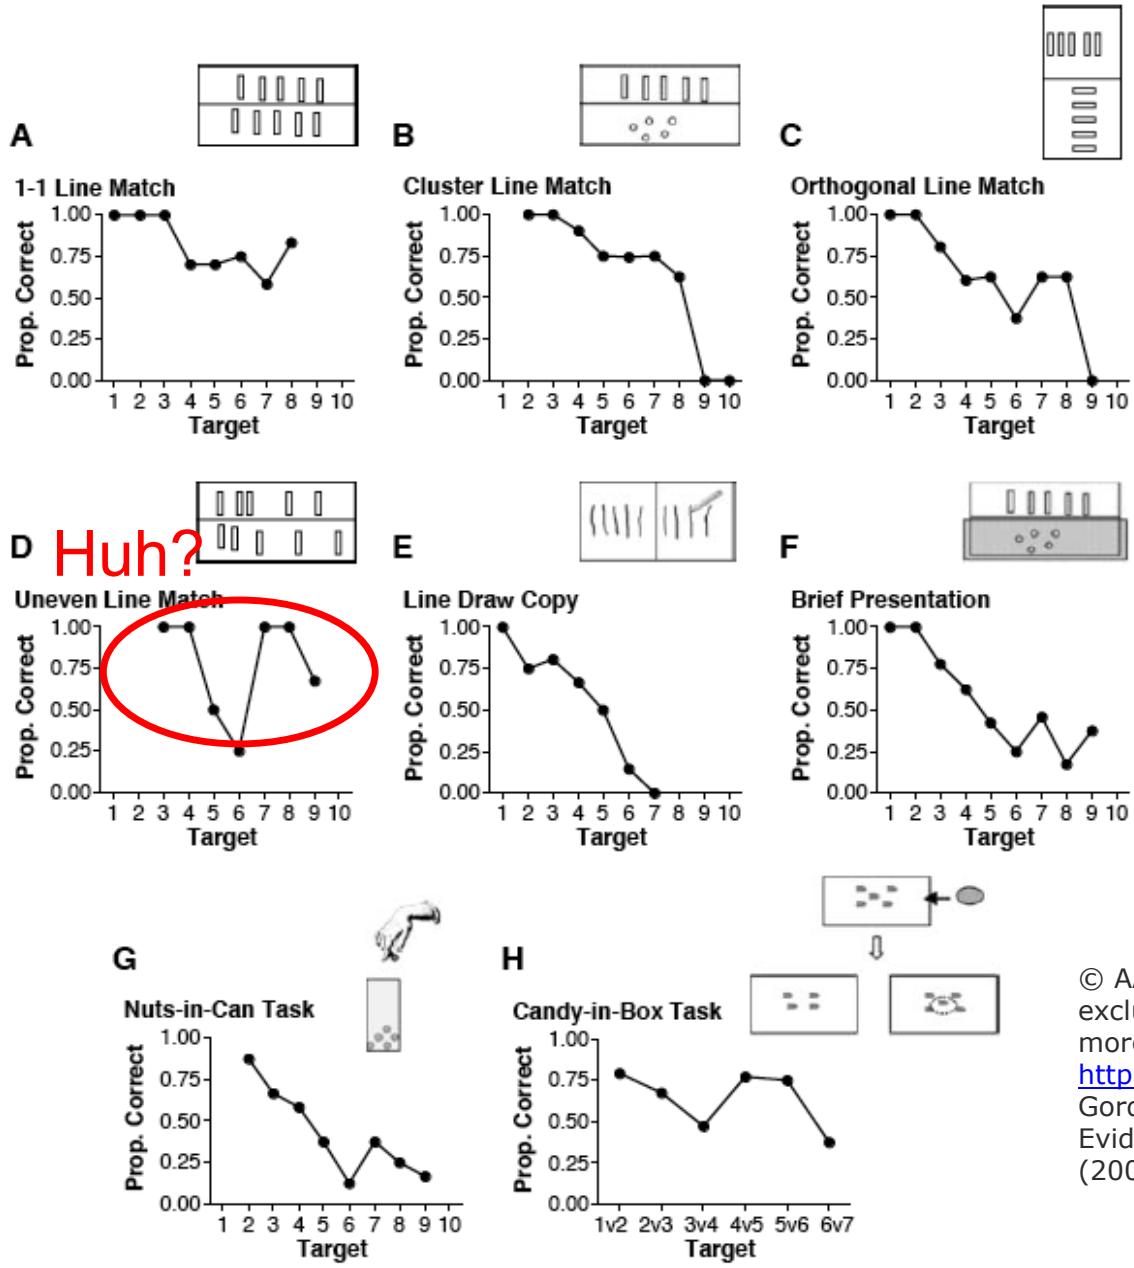 A
1-1 Line Match
Prop. Correct
1.00
0.75
0.50
0.25
0.00
1 2 3 4 5 6 7 8 9 10
Target
B
Cluster Line Match
Prop. Correct
1.00
0.75
0.50
0.25
0.00
1 2 3 4 5 6 7 8 9 10
Target
C
Orthogonal Line Match
Prop. Correct
1.00
0.75
0.50
0.25
0.00
1 2 3 4 5 6 7 8 9 10
Target
D
Huh?
Uneven Line Match
Prop. Correct
1.00
0.75
0.50
0.25
0.00
1 2 3 4 5 6 7 8 9 10
Target
E
Line Draw Copy
Prop. Correct
1.00
0.75
0.50
0.25
0.00
1 2 3 4 5 6 7 8 9 10
Target
F
Brief Presentation
Prop. Correct
1.00
0.75
0.50
0.25
0.00
1 2 3 4 5 6 7 8 9 10
Target
G
Nuts-in-Can Task
Prop. Correct
1.00
0.75
0.50
0.25
0.00
1 2 3 4 5 6 7 8 9 10
Target
H
Candy-in-Box Task
Prop. Correct
1.00
0.75
0.50
0.25
0.00
1v2 2v3 3v4 4v5 5v6 6v7
Target
©
exclu
more
http
Gord
Evid
(200